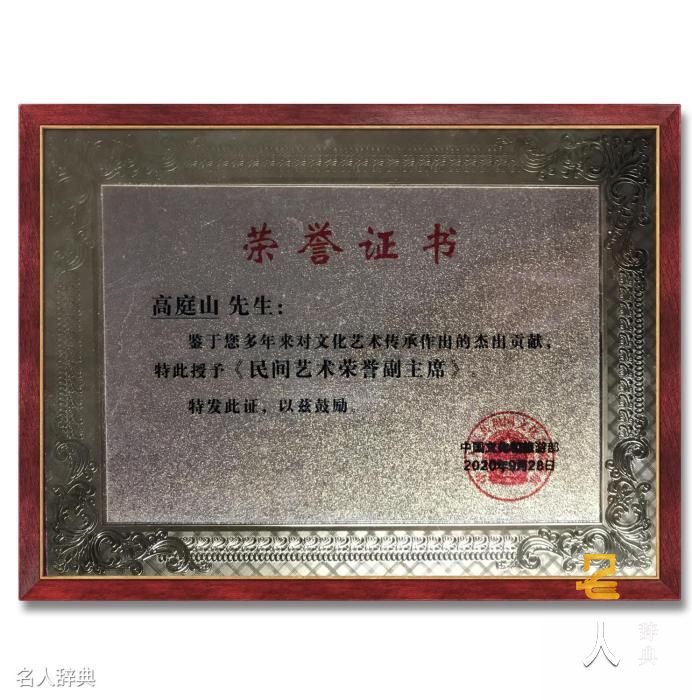 荣誉证书
高庭山 先生：
鉴于您多年来对文化艺术传承作出的杰出贡献，
特此授予《民间艺术荣誉副主席》。
特发此证，以兹鼓励
中国文化和旅游部
2020年9月28日
名人辞典
名
人
辞典